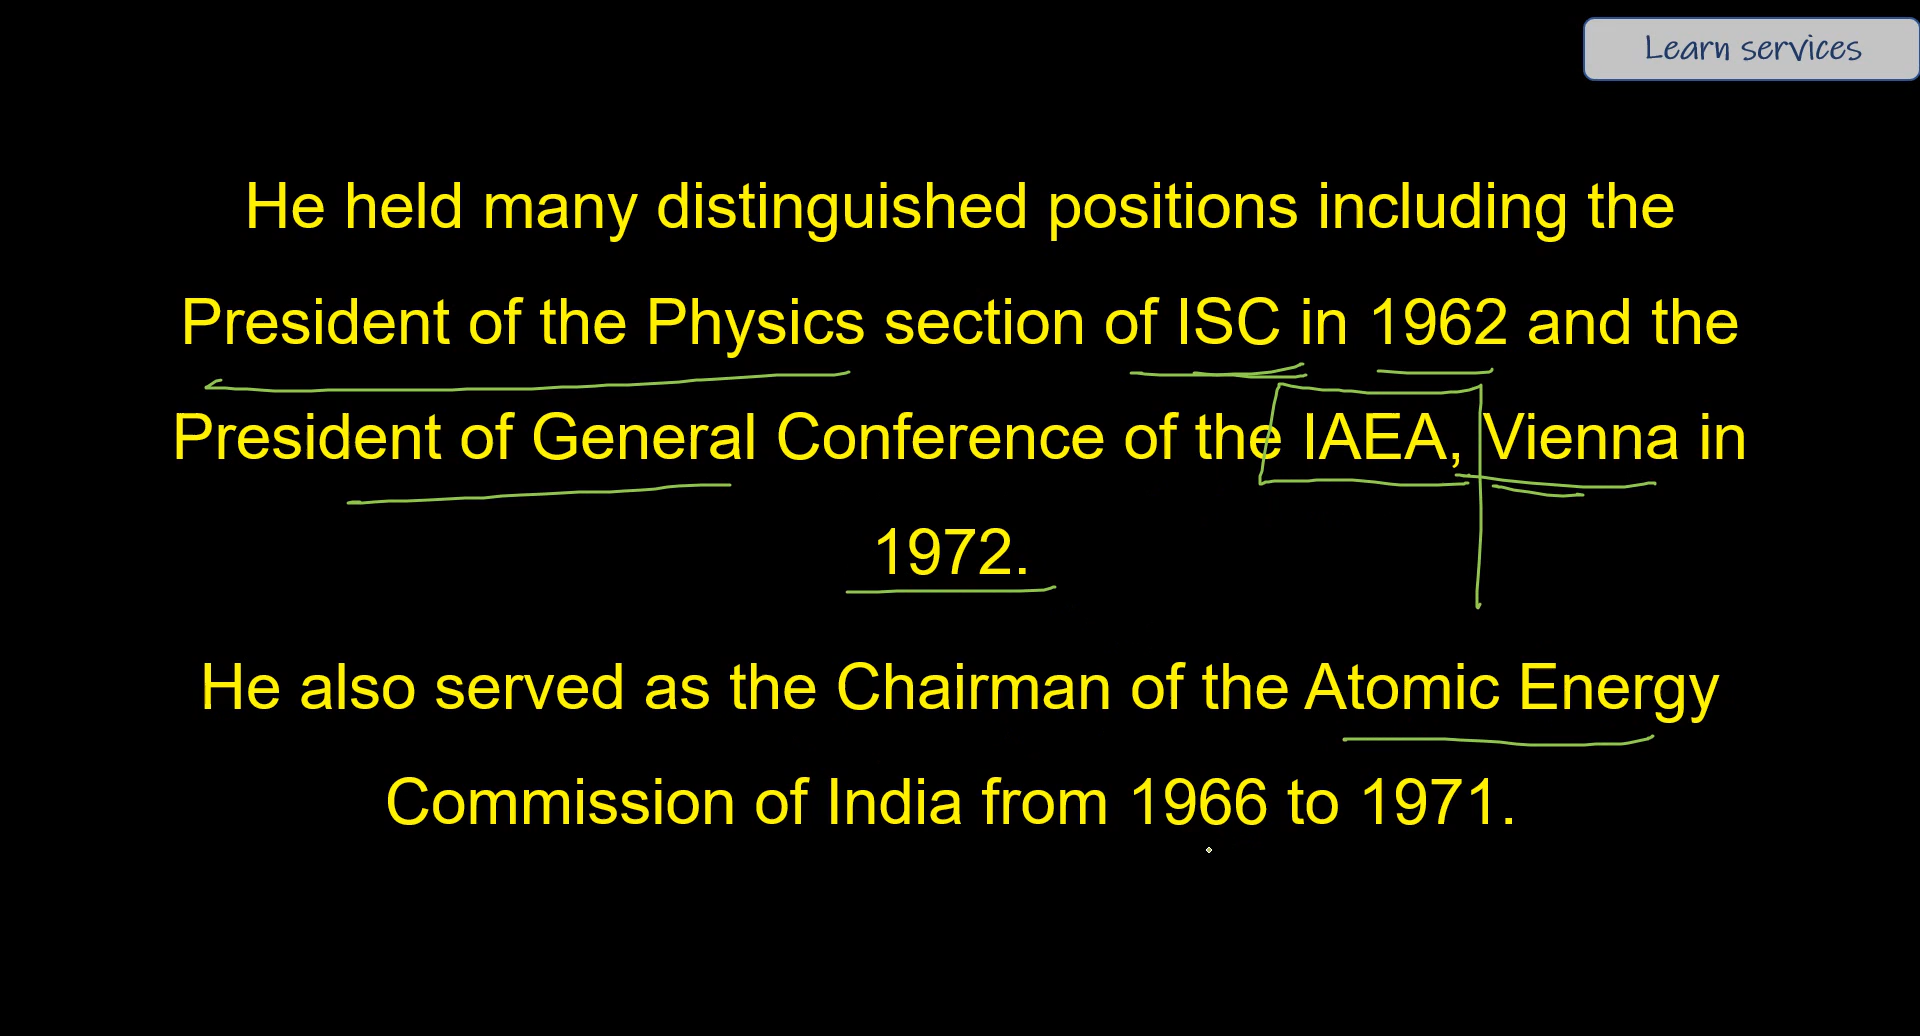 Learn services
He held many distinguished positions including the
President of the Physics section of ISC in 1962 and the
President of General Conference of the IAEA, Vienna in
1972.
He also served as the Chairman of the Atomic Energy
Commission of India from 1966 to 1971.